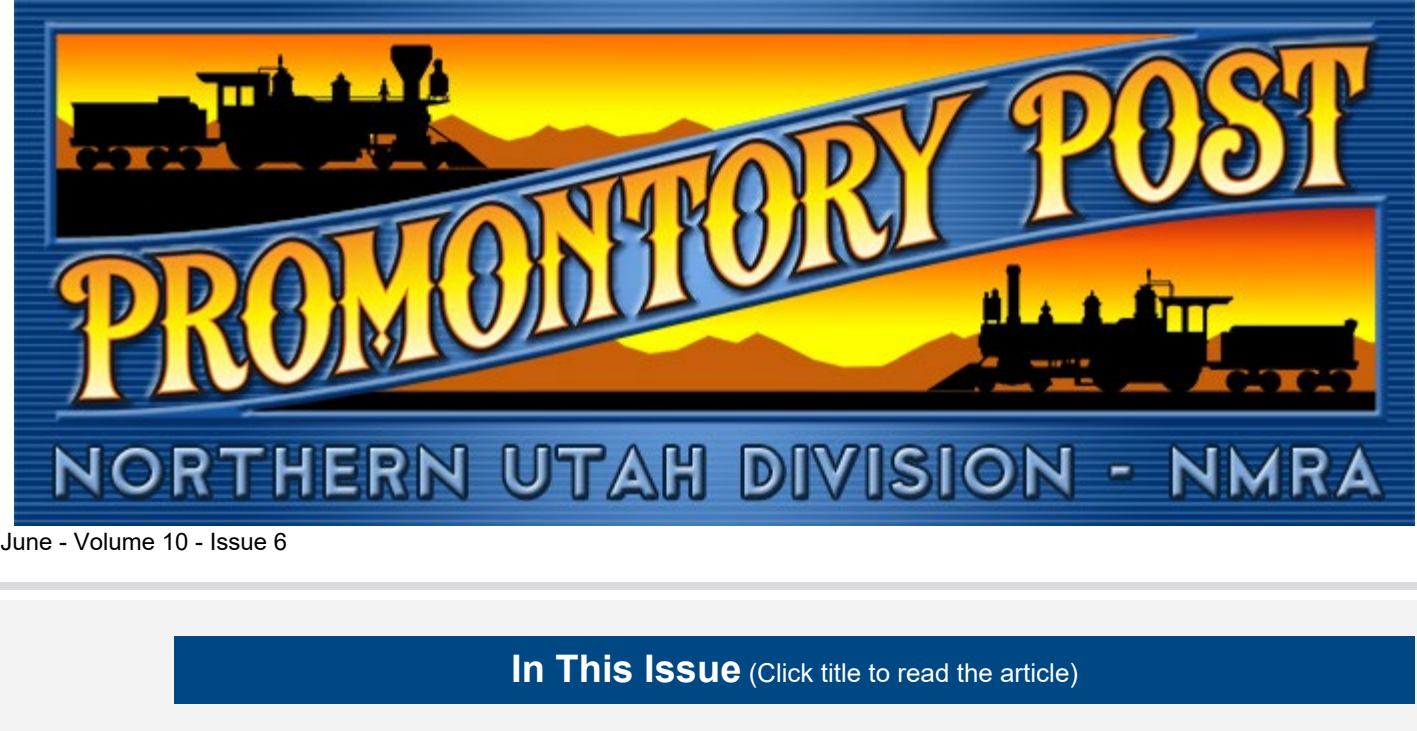 PROMONTORY POST
NORTHERN UTAH DIVISION - NMRA
June - Volume 10 - Issue 6
In This Issue (Click title to read the article)